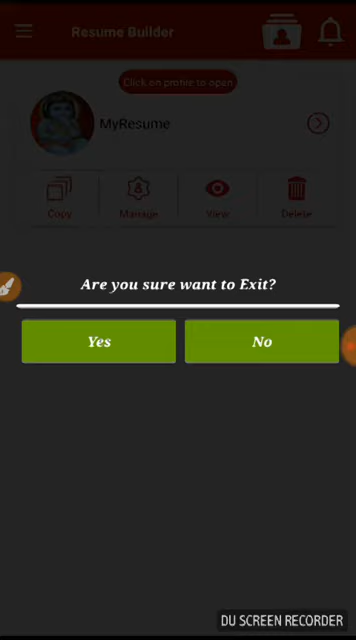 Resume Builder
Click on profile to open
MyResume
Copy
Manage
View
Delete
Are you sure want to Exit?
Yes
No
DU SCREEN RECORDER